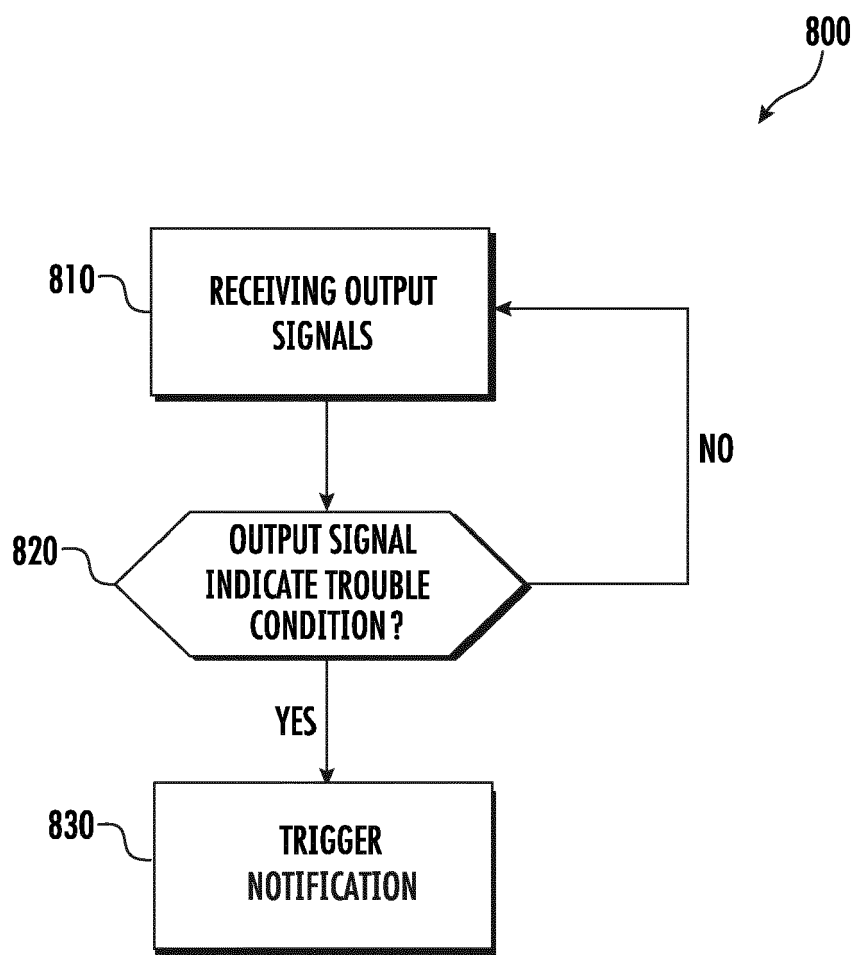 800
810
RECEIVING OUTPUT
SIGNALS
NO
820
OUTPUT SIGNAL
INDICATE TROUBLE
CONDITION?
YES
830
TRIGGER
NOTIFICATION